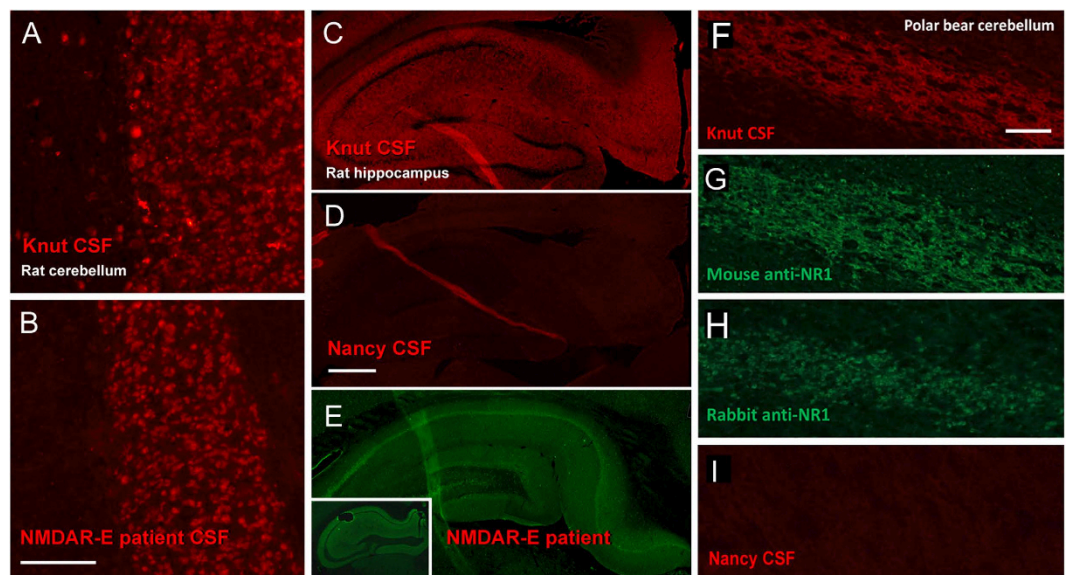 A
Knut CSF
Rat cerebellum
B
NMDAR-E patient CSF
C
Knut CSF
Rat hippocampus
D
Nancy CSF
E
NMDAR-E patient
F
Polar bear cerebellum
Knut CSF
G
Mouse anti-NR1
H
Rabbit anti-NR1
I
Nancy CSF